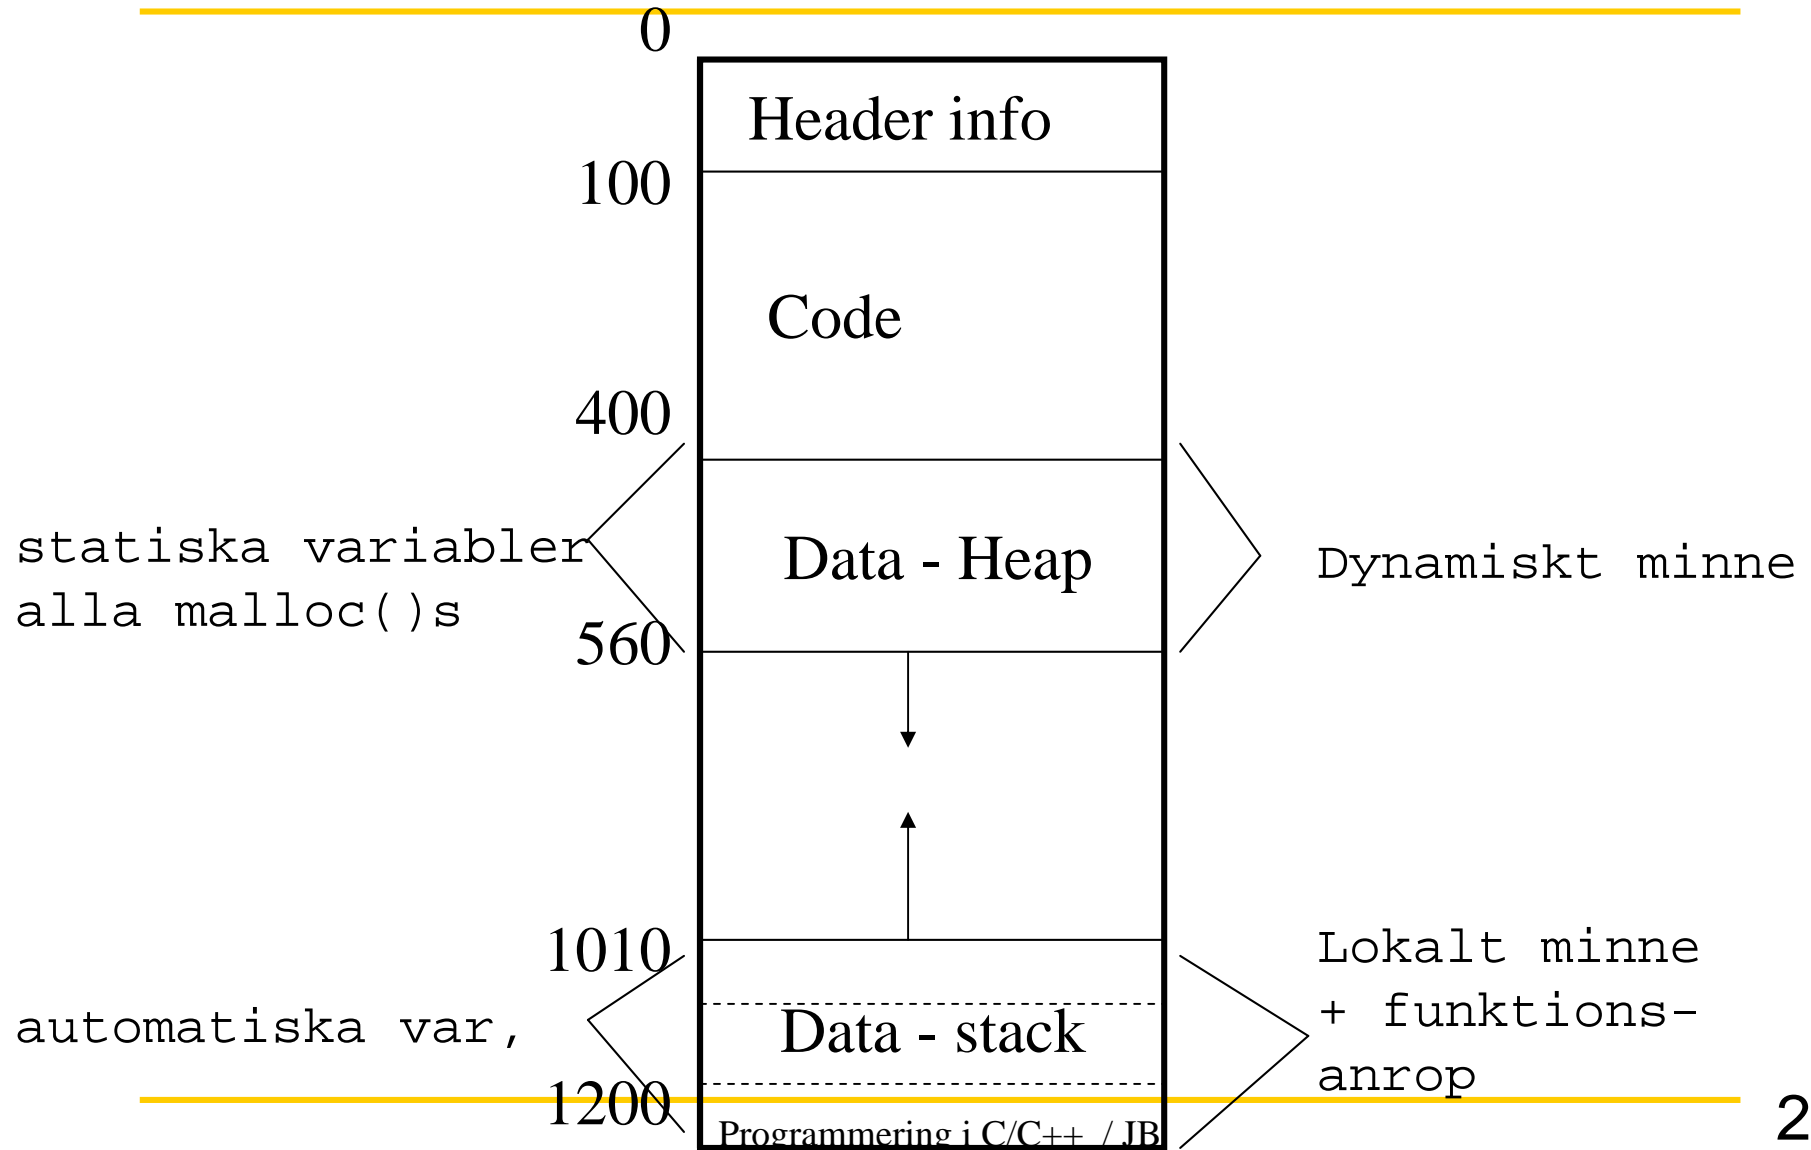 0
Header info
100
Code
400
statiska variabler
alla malloc()s
Data - Heap
Dynamiskt minne
560
1010
Lokalt minne
+ funktions-
anrop
automatiska var,
Data - stack
1200
Programmering i C/C++ / JB
2